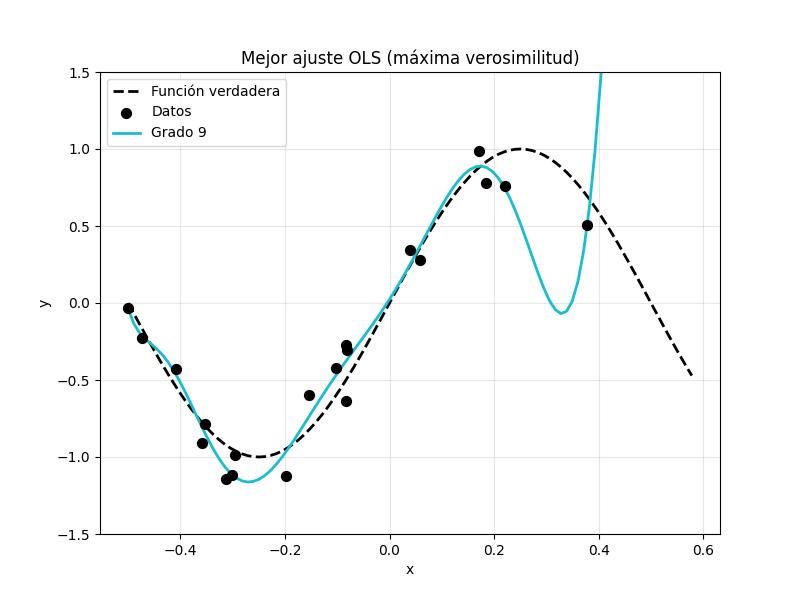 Mejor ajuste OLS (máxima verosimilitud)
Función verdadera
Datos
Grado 9
1.5
1.0
0.5
0.0
−0.5
−1.0
−1.5
y
−0.4
−0.2
0.0
0.2
0.4
0.6
x